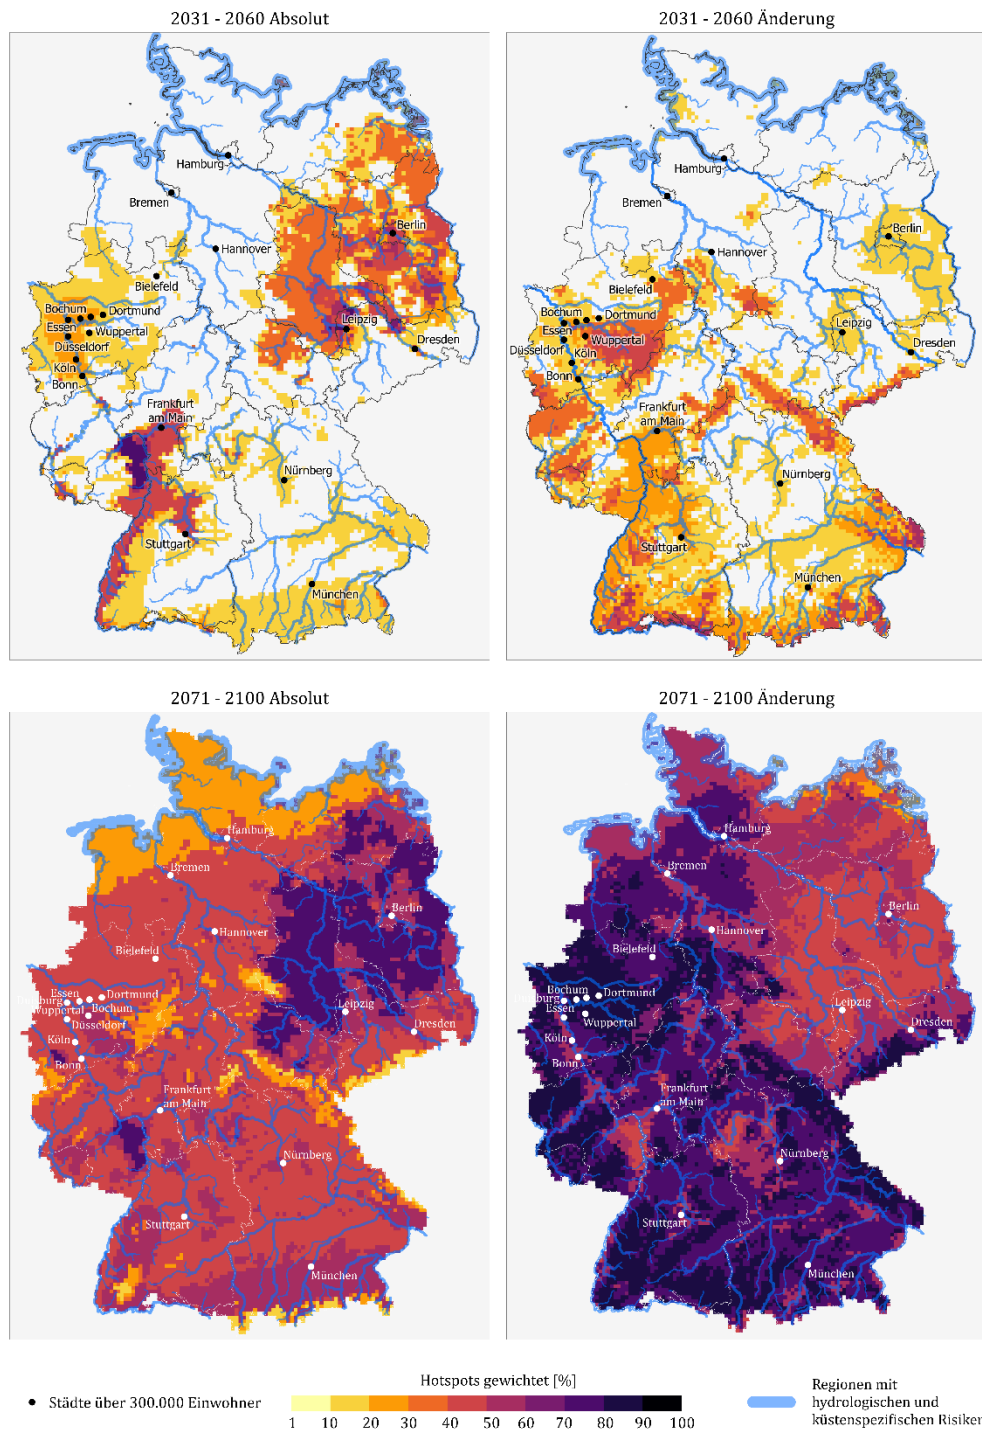 2031 - 2060 Absolut
2031 - 2060 Änderung
Hamburg
Bremen
Berlin
Hannover
Bielefeld
Bochum
Dortmund
Essen
Wuppertal
Leipzig
Düsseldorf
Dresden
Köln
Bonn
Frankfurt
am Main
Nürnberg
Stuttgart
München
Hamburg
Bremen
Berlin
Hannover
Bielefeld
Bochum
Dortmund
Essen
Wuppertal
Leipzig
Düsseldorf
Dresden
Köln
Bonn
Frankfurt
am Main
Nürnberg
Stuttgart
München
2071 - 2100 Absolut
2071 - 2100 Änderung
Hamburg
Bremen
Berlin
Hannover
Bielefeld
Essen
Dortmund
Wuppertal
Bochum
Leipzig
Düsseldorf
Dresden
Köln
Bonn
Frankfurt
am Main
Nürnberg
Stuttgart
München
Hamburg
Bremen
Berlin
Hannover
Bielefeld
Bochum
Dortmund
Essen
Wuppertal
Leipzig
Dresden
Köln
Bonn
Frankfurt
am Main
Nürnberg
Stuttgart
München
Städte über 300.000 Einwohner
Hotspots gewichtet [%]
1 10 20 30 40 50 60 70 80 90 100
Regionen mit
hydrologischen und
küstenspezifischen Risiken